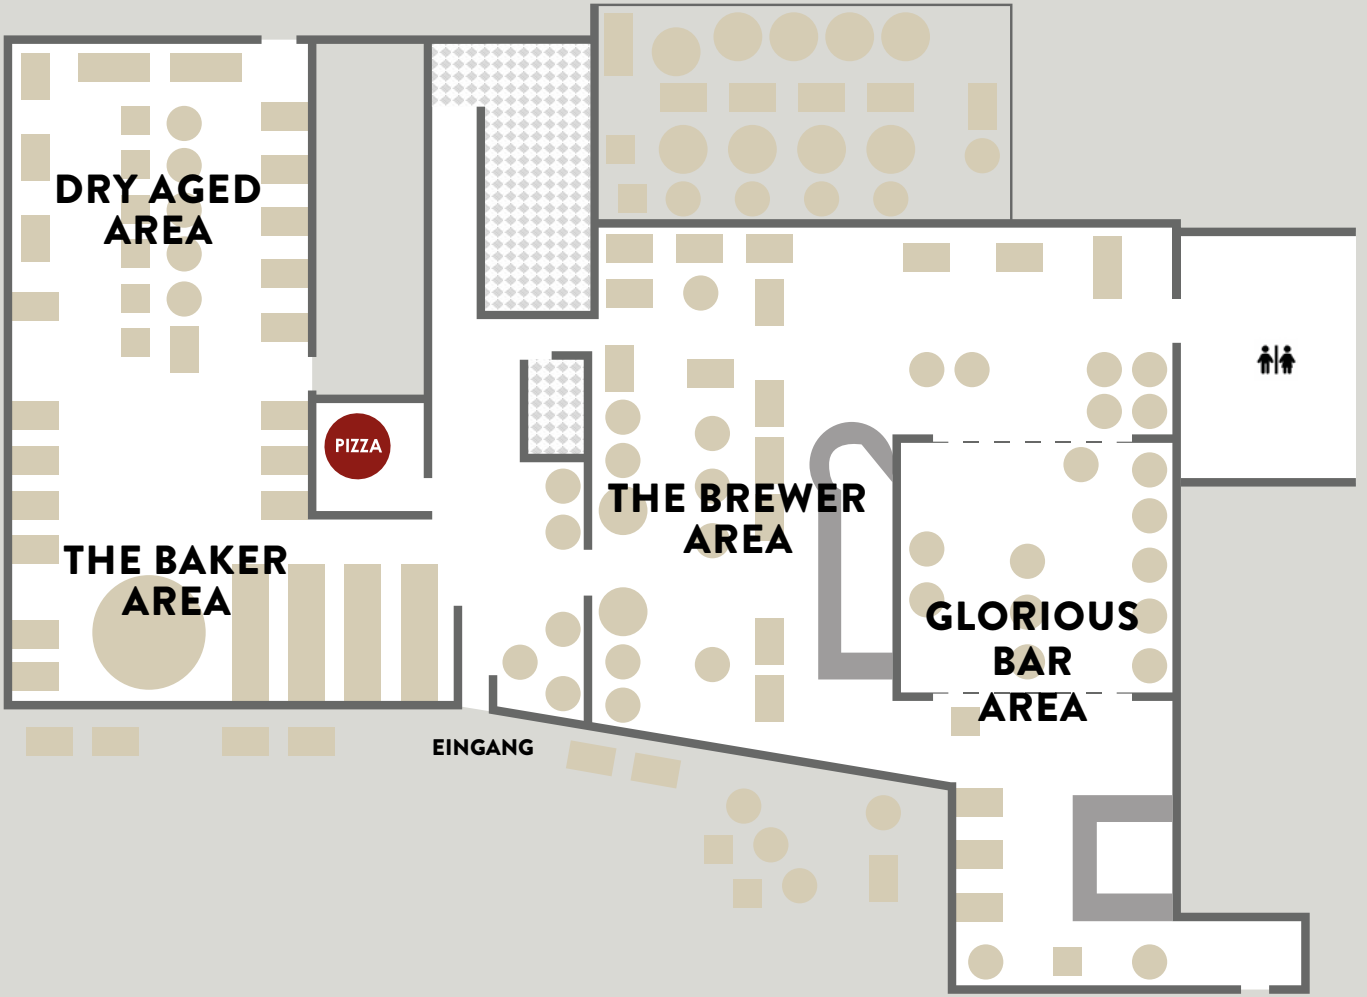 DRY AGED
AREA
PIZZA
THE BREWER
AREA
THE BAKER
AREA
GLORIOUS
BAR
AREA
EINGANG